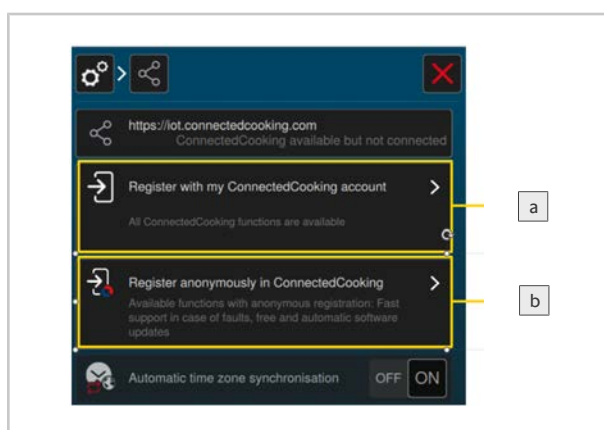 https://iot.connectedcooking.com
ConnectedCooking available but not connected
Register with my ConnectedCooking account
All ConnectedCooking functions are available
a
Register anonymously in ConnectedCooking
Available functions with anonymous registration: Fast
support in case of faults, free and automatic software
updates
b
Automatic time zone synchronisation OFF ON